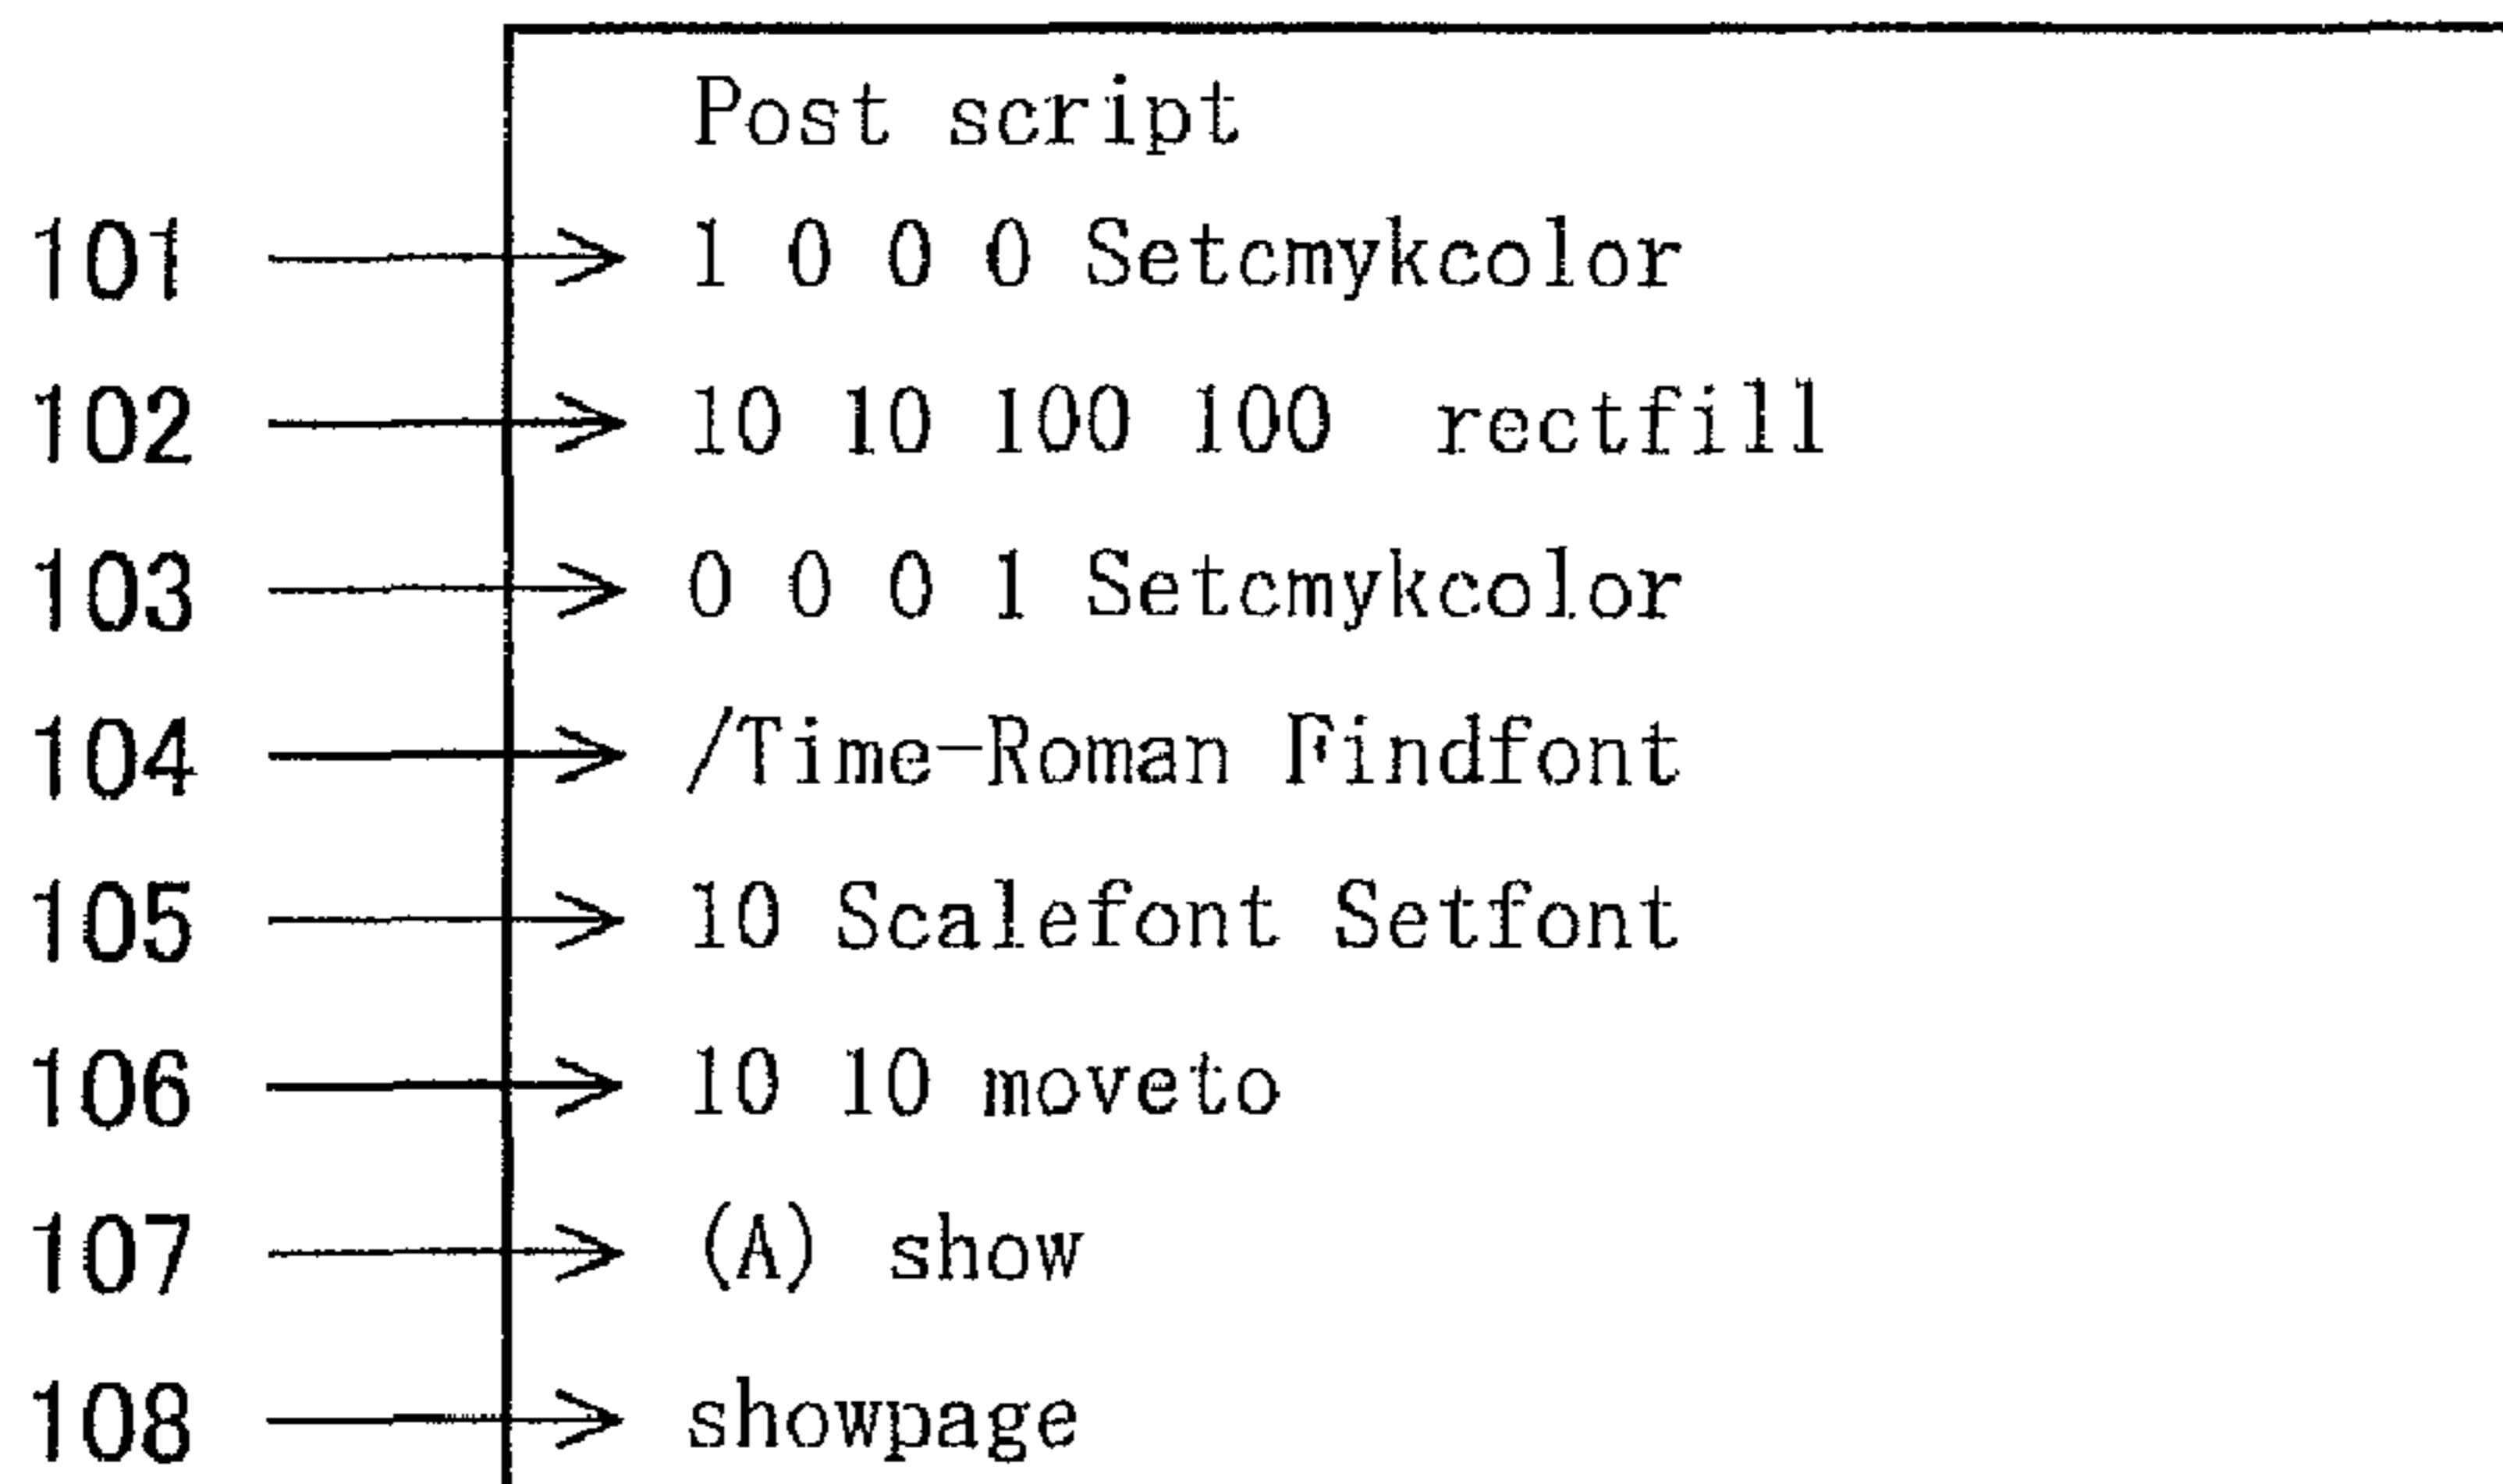 Post script
101 1 0 0 0 Setcmykcolor
102 10 10 100 100 rectfill
103 0 0 0 1 Setcmykcolor
104 /Time-Roman Findfont
105 10 Scalefont Setfont
106 10 10 moveto
107 (A) show
108 showpage